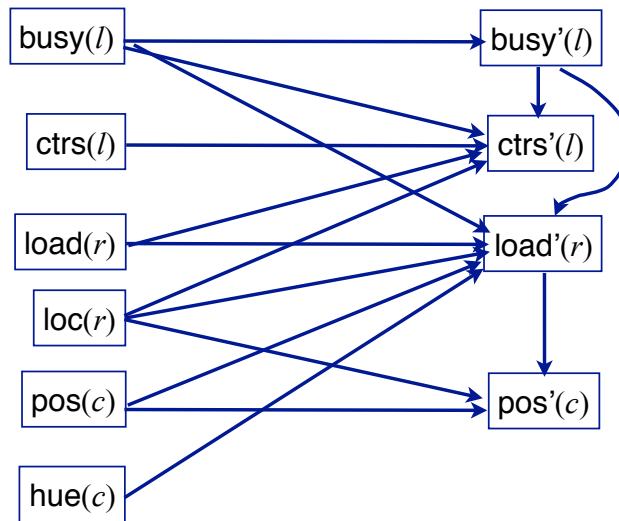 busy(l)
ctrs(l)
load(r)
loc(r)
pos(c)
hue(c)
busy’(l)
ctrs’(l)
load’(r)
pos’(c)